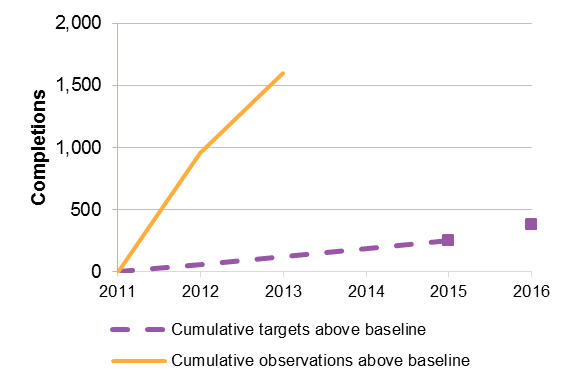 2,000
1,500
1,000
500
0
Completions
2011 2012 2013 2014 2015 2016
Cumulative targets above baseline
Cumulative observations above baseline